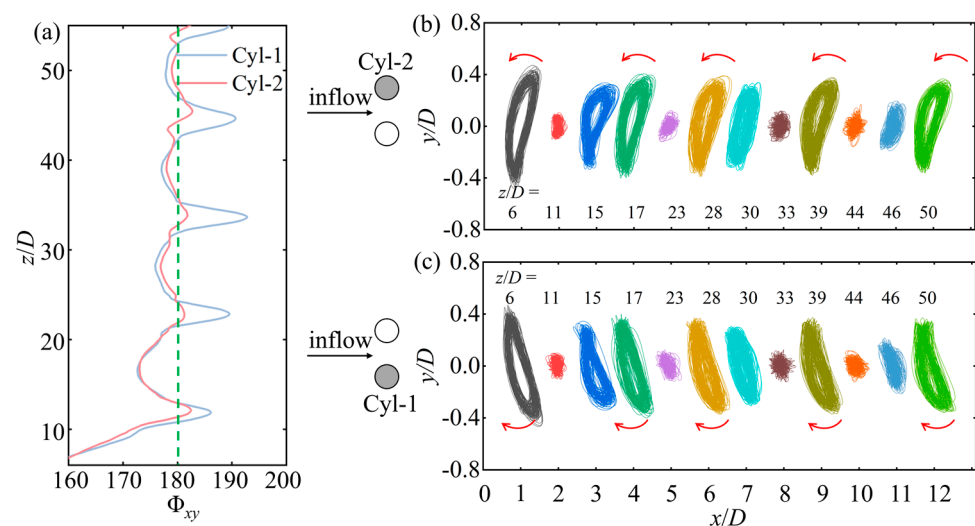 (a)
Cyl-1
Cyl-2
50
40
30
20
10
z/D
160 170 180 190 200
Φxy
Cyl-2
inflow
inflow
Cyl-1
(b)
0.8
0.4
0.0
-0.4
-0.8
y/D
z/D =
6 11 15 17 23 28 30 33 39 44 46 50
(c)
0.8
0.4
0.0
-0.4
-0.8
y/D
z/D =
6 11 15 17 23 28 30 33 39 44 46 50
0 1 2 3 4 5 6 7 8 9 10 11 12
x/D